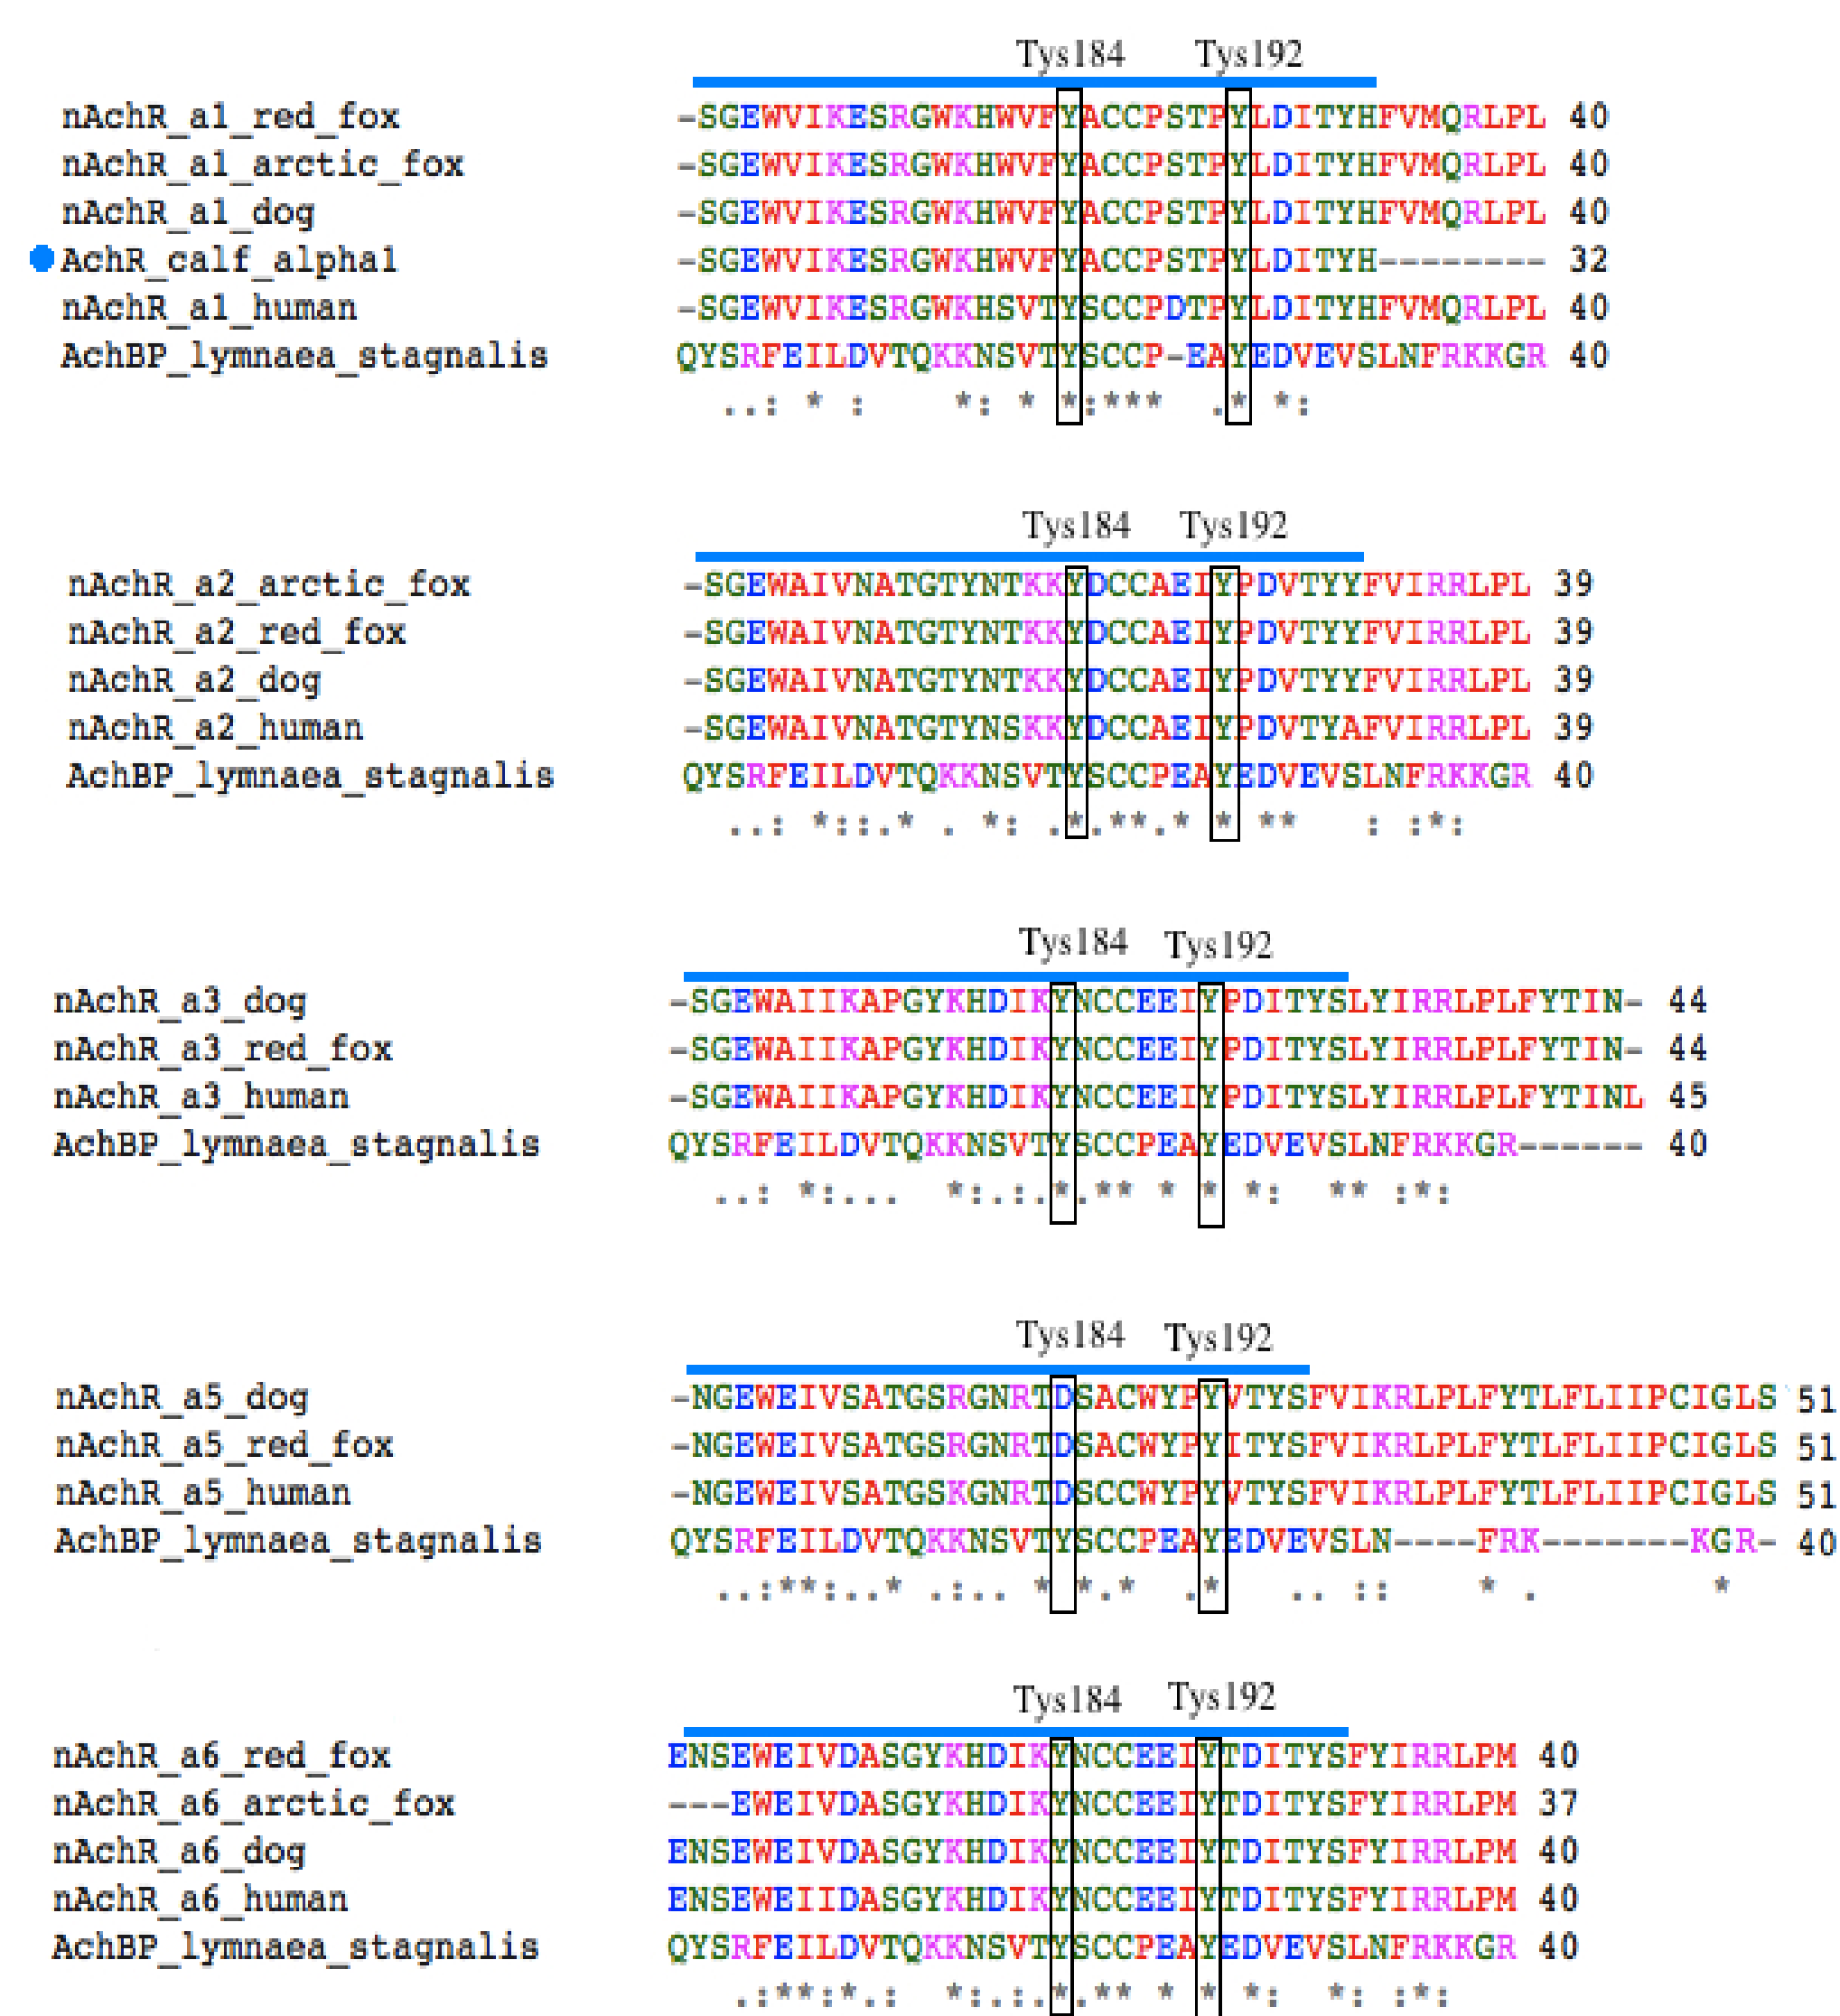 Tys184 Tys192
nAchR_a1_red_fox -SGEWVIKESRGWKHWVFYACCPSTPYLDITYHFVMQRLPL 40
nAchR_a1_arctic_fox -SGEWVIKESRGWKHWVFYACCPSTPYLDITYHFVMQRLPL 40
nAchR_a1_dog -SGEWVIKESRGWKHWVFYACCPSTPYLDITYHFVMQRLPL 40
AchR_calf_alpha1 -SGEWVIKESRGWKHWVFYACCPSTPYLDITYH-------- 32
nAchR_a1_human -SGEWVIKESRGWKHSVTYSCCPDTPYLDITYHFVMQRLPL 40
AchBP_lymnaea_stagnalis QYSRFEILDVTQKKNSVTYSCCP-EAYEDVEVSLNFRKKGR 40
..: * : *: * *:*** .* *:
Tys184 Tys192
nAchR_a2_arctic_fox -SGEWAIVNATGTYNTKKYDCCAEIYPDVTYYFVIRRLPL 39
nAchR_a2_red_fox -SGEWAIVNATGTYNTKKYDCCAEIYPDVTYYFVIRRLPL 39
nAchR_a2_dog -SGEWAIVNATGTYNTKKYDCCAEIYPDVTYYFVIRRLPL 39
nAchR_a2_human -SGEWAIVNATGTYNSKKYDCCAEIYPDVTYAFVIRRLPL 39
AchBP_lymnaea_stagnalis QYSRFEILDVTQKKNSVTYSCCPEAYEDVEVSLNFRKKGR 40
..: *::.* . *: .*.**.* * ** : :*:
Tys184 Tys192
nAchR_a3_dog -SGEWAIIKAPGYKHDIKYNCCEEIYPDITYSLYIRRLPLFYTIN- 44
nAchR_a3_red_fox -SGEWAIIKAPGYKHDIKYNCCEEIYPDITYSLYIRRLPLFYTIN- 44
nAchR_a3_human -SGEWAIIKAPGYKHDIKYNCCEEIYPDITYSLYIRRLPLFYTINL 45
AchBP_lymnaea_stagnalis QYSRFEILDVTQKKNSVTYSCCPEAYEDVEVSLNFRKKGR------ 40
..: *:... *:.:.*.** * * *: ** :*:
Tys184 Tys192
nAchR_a5_dog -NGEWEIVSATGSRGNRTDSACWYPYVTYSFVIKRLPLFYTLFLIIPCIGLS 51
nAchR_a5_red_fox -NGEWEIVSATGSRGNRTDSACWYPYITYSFVIKRLPLFYTLFLIIPCIGLS 51
nAchR_a5_human -NGEWEIVSATGSKGNRTDSCCWYPYVTYSFVIKRLPLFYTLFLIIPCIGLS 51
AchBP_lymnaea_stagnalis QYSRFEILDVTQKKNSVTYSCCPEAYEDVEVSLN----FRK-------KGR- 40
..:**:..* .:.. * *.* .* .. :: * . *
Tys184 Tys192
nAchR_a6_red_fox ENSEWEIVDASGYKHDIKYNCCEEIYTDITYSFYIRRLPM 40
nAchR_a6_arctic_fox ---EWEIVDASGYKHDIKYNCCEEIYTDITYSFYIRRLPM 37
nAchR_a6_dog ENSEWEIVDASGYKHDIKYNCCEEIYTDITYSFYIRRLPM 40
nAchR_a6_human ENSEWEIIDASGYKHDIKYNCCEEIYTDITYSFYIRRLPM 40
AchBP_lymnaea_stagnalis QYSRFEILDVTQKKNSVTYSCCPEAYEDVEVSLNFRKKGR 40
.:**:*.: *:.:.*.** * * *: *: :*: